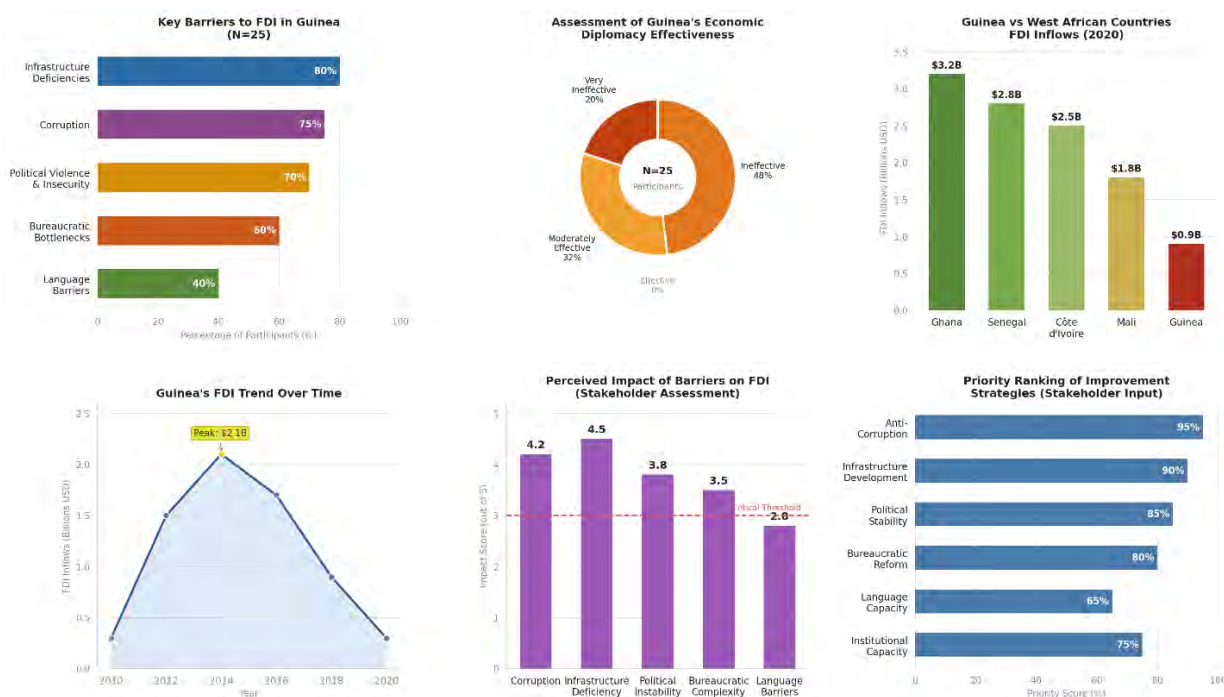 Key Barriers to FDI in Guinea
(N=25)
Infrastructure
Deficiencies
80%
Corruption
75%
Political Violence
& Insecurity
70%
Bureaucratic
Bottlenecks
60%
Language
Barriers
40%
0 20 40 60 80 100
Percentage of Participants (%)
Assessment of Guinea's Economic
Diplomacy Effectiveness
Very
Ineffective
20%
Ineffective
48%
N=25
Participants
Moderately
Effective
32%
Effective
0%
Guinea vs West African Countries
FDI Inflows (2020)
FDI Inflows (Billions USD)
3.5
3.0
2.5
2.0
1.5
1.0
0.5
0.0
$3.2B
$2.8B
$2.5B
$1.8B
$0.9B
Ghana Senegal Côte d'Ivoire Mali Guinea
Guinea's FDI Trend Over Time
FDI Inflows (Billions USD)
2.5
2.0
1.5
1.0
0.5
0.0
Peak: $2.1B
2010 2012 2014 2016 2018 2020
Year
Perceived Impact of Barriers on FDI
(Stakeholder Assessment)
Impact Score (out of 5)
5
4
3
2
1
0
4.2
4.5
3.8
3.5
2.8
Threshold
Corruption Infrastructure Deficiency Political Instability Bureaucratic Complexity Language Barriers
Priority Ranking of Improvement
Strategies (Stakeholder Input)
Anti-
Corruption
95%
Infrastructure
Development
90%
Political
Stability
85%
Bureaucratic
Reform
80%
Language
Capacity
65%
Institutional
Capacity
75%
0 20 40 60 80
Priority Score (%)